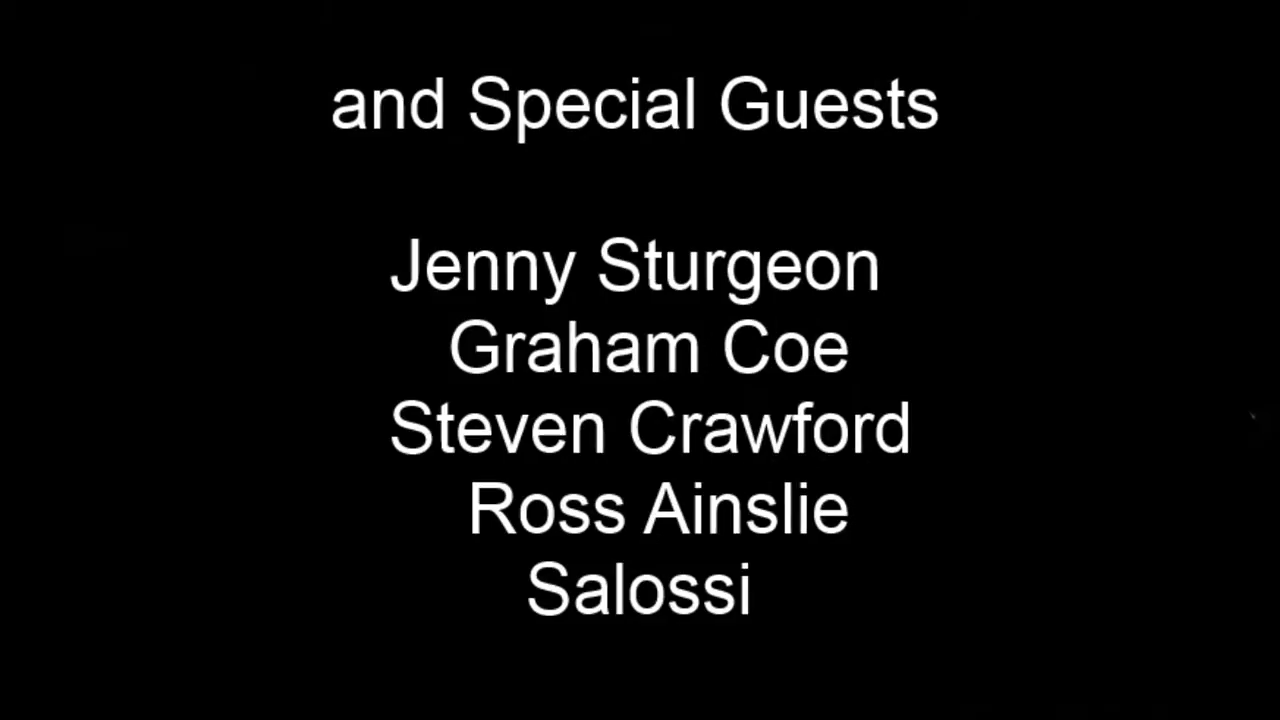 and Special Guests
Jenny Sturgeon
Graham Coe
Steven Crawford
Ross Ainslie
Salossi